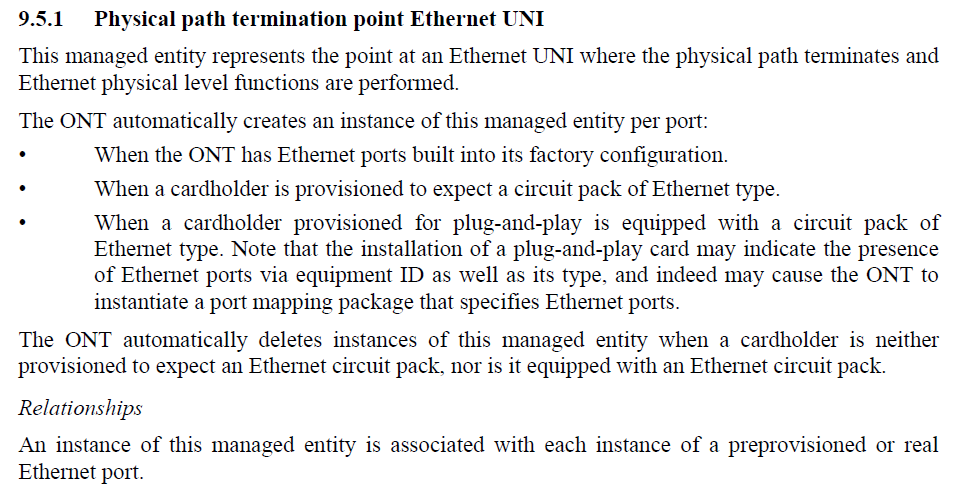 9.5.1 Physical path termination point Ethernet UNI
This managed entity represents the point at an Ethernet UNI where the physical path terminates and
Ethernet physical level functions are performed.
The ONT automatically creates an instance of this managed entity per port:
• When the ONT has Ethernet ports built into its factory configuration.
• When a cardholder is provisioned to expect a circuit pack of Ethernet type.
• When a cardholder provisioned for plug-and-play is equipped with a circuit pack of
Ethernet type. Note that the installation of a plug-and-play card may indicate the presence
of Ethernet ports via equipment ID as well as its type, and indeed may cause the ONT to
instantiate a port mapping package that specifies Ethernet ports.
The ONT automatically deletes instances of this managed entity when a cardholder is neither
provisioned to expect an Ethernet circuit pack, nor is it equipped with an Ethernet circuit pack.
Relationships
An instance of this managed entity is associated with each instance of a preprovisioned or real
Ethernet port.